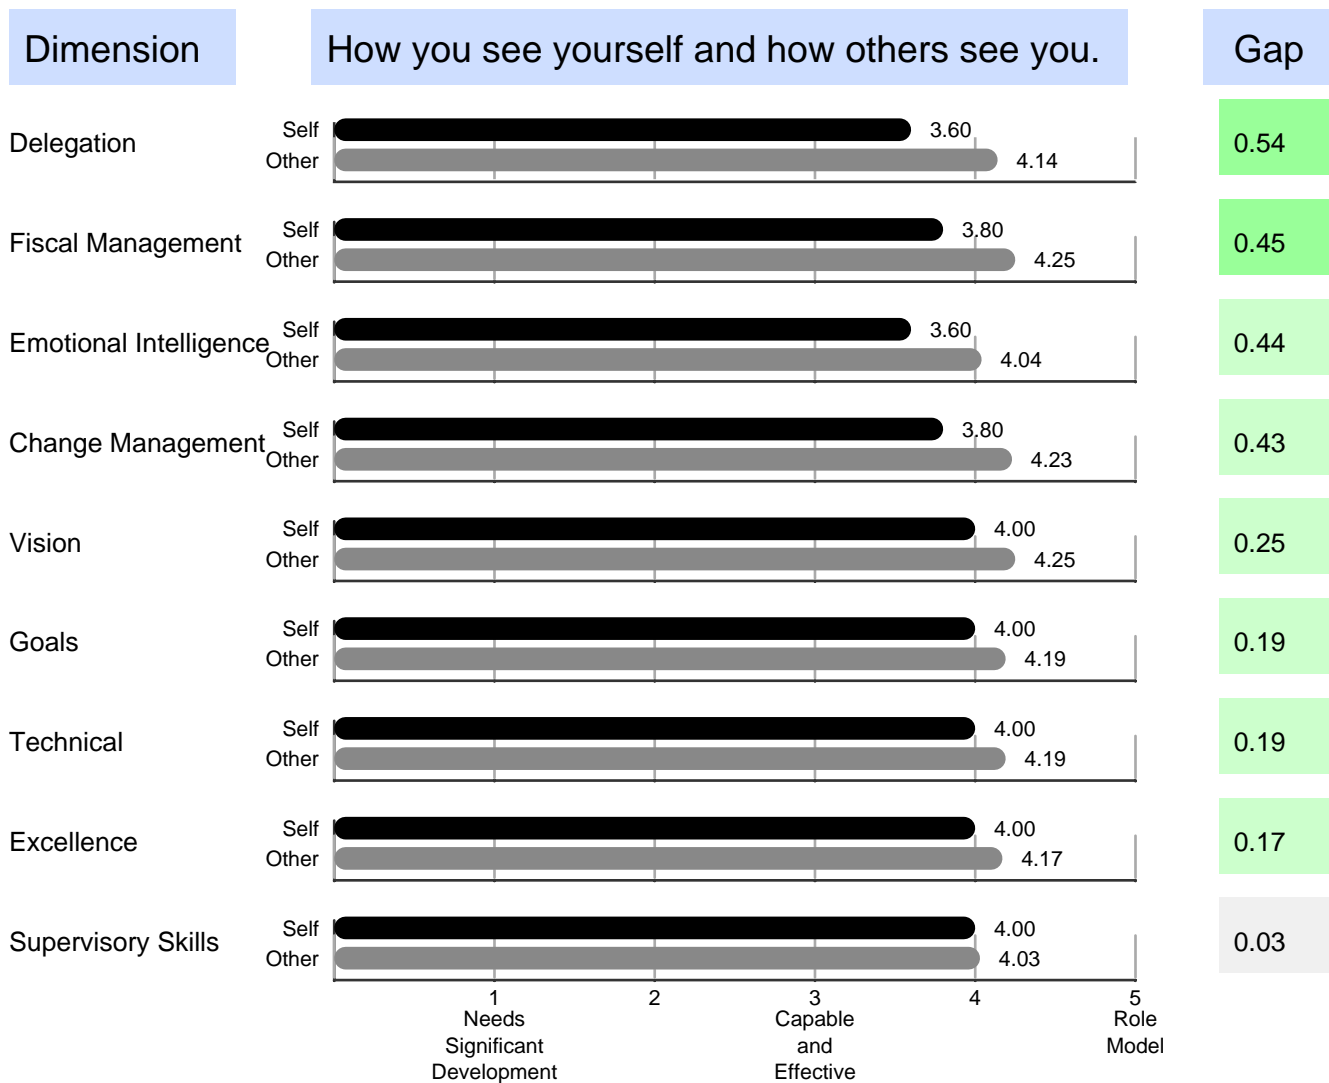 Dimension How you see yourself and how others see you. Gap
Delegation
Self 3.60
Other 4.14
0.54
Fiscal Management
Self 3.80
Other 4.25
0.45
Emotional Intelligence
Self 3.60
Other 4.04
0.44
Change Management
Self 3.80
Other 4.23
0.43
Vision
Self 4.00
Other 4.25
0.25
Goals
Self 4.00
Other 4.19
0.19
Technical
Self 4.00
Other 4.19
0.19
Excellence
Self 4.00
Other 4.17
0.17
Supervisory Skills
Self 4.00
Other 4.03
0.03
1 2 3 4 5
Needs Capable Role
Significant and Model
Development Effective